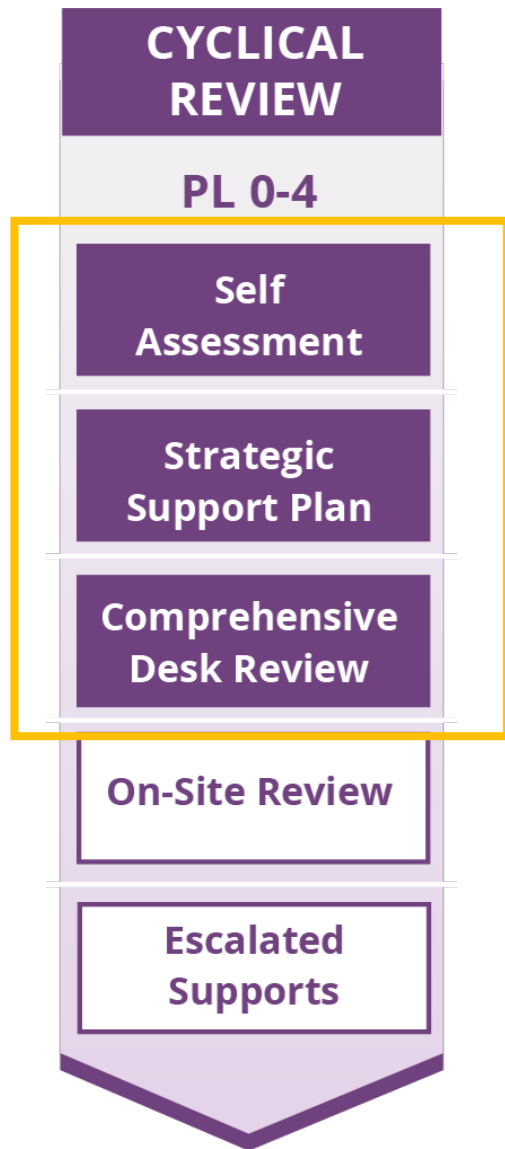 CYCLICAL
REVIEW
PL 0-4
Self
Assessment
Strategic
Support Plan
Comprehensive
Desk Review
On-Site Review
Escalated
Supports